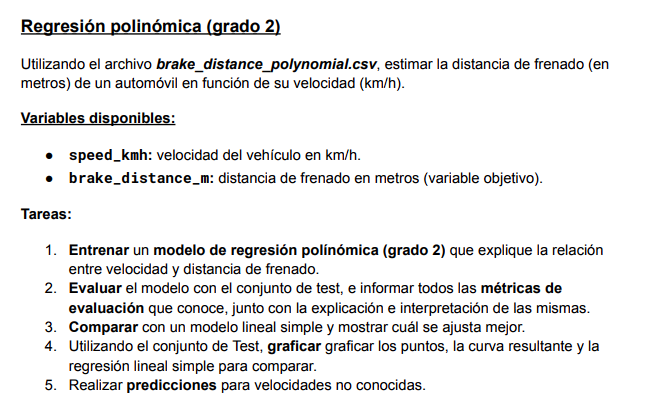 Regresión polinómica (grado 2)
Utilizando el archivo brake_distance_polynomial.csv, estimar la distancia de frenado (en
metros) de un automóvil en función de su velocidad (km/h).
Variables disponibles:
● speed_kmh: velocidad del vehículo en km/h.
● brake_distance_m: distancia de frenado en metros (variable objetivo).
Tareas:
1. Entrenar un modelo de regresión polínómica (grado 2) que explique la relación
entre velocidad y distancia de frenado.
2. Evaluar el modelo con el conjunto de test, e informar todos las métricas de
evaluación que conoce, junto con la explicación e interpretación de las mismas.
3. Comparar con un modelo lineal simple y mostrar cuál se ajusta mejor.
4. Utilizando el conjunto de Test, graficar graficar los puntos, la curva resultante y la
regresión lineal simple para comparar.
5. Realizar predicciones para velocidades no conocidas.